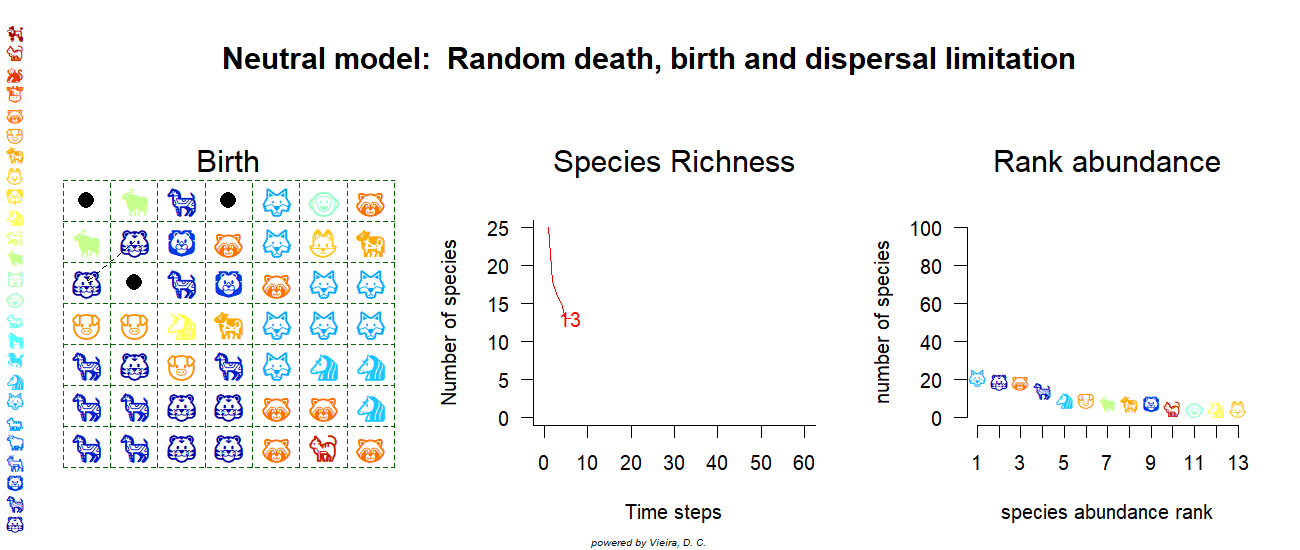 Neutral model:  Random death, birth and dispersal limitation
Birth
Species Richness
Number of species
25
20
15
10
5
0
13
0 10 20 30 40 50 60
Time steps
Rank abundance
number of species
100
80
60
40
20
0
1 3 5 7 9 11 13
species abundance rank
powered by Vieira, D. C.